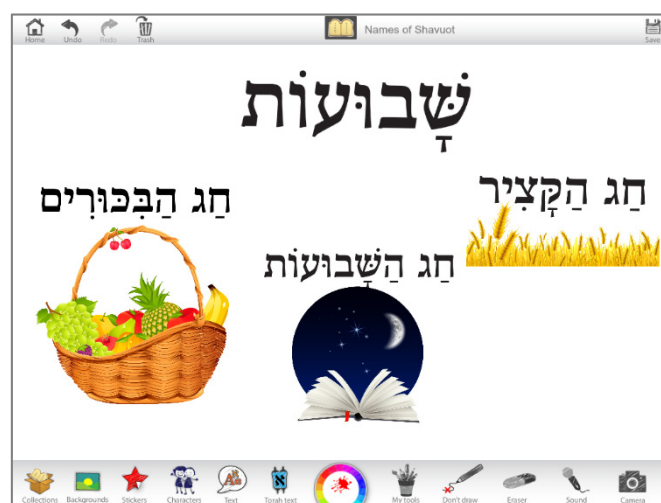 Home Undo Redo Trash Names of Shavuot Save
שָּׁבוּעוֹת
חַג הַקָּצִיר
חַג הַבִּכּוּרִים
חַג הַשָּׁבוּעוֹת
Collections Backgrounds Stickers Characters Text Torah text My tools Don't draw Eraser Sound Camera